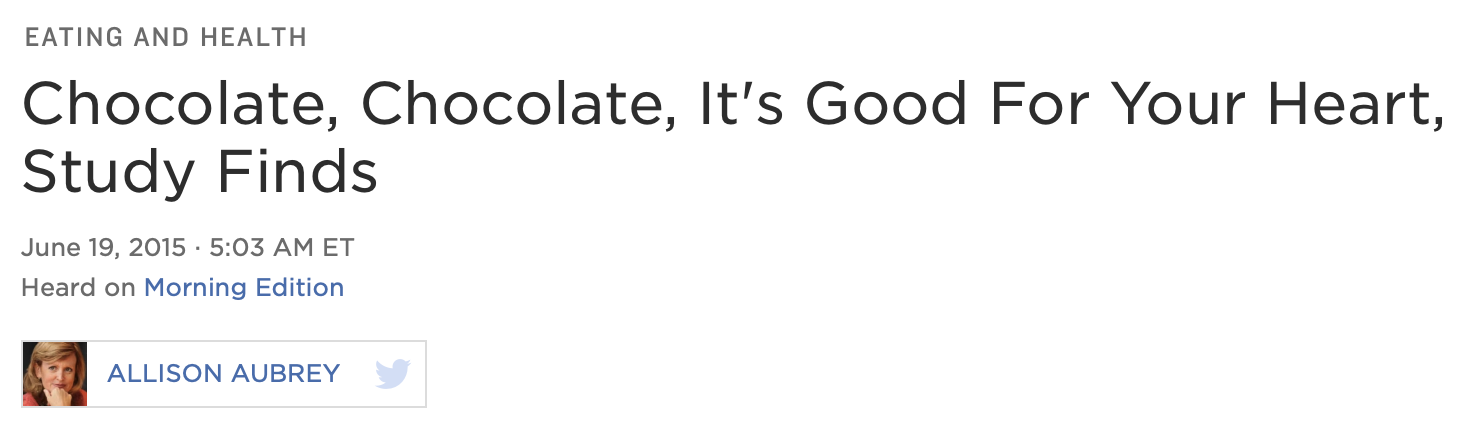 EATING AND HEALTH
Chocolate, Chocolate, It's Good For Your Heart,
Study Finds
June 19, 2015 · 5:03 AM ET
Heard on Morning Edition
ALLISON AUBREY